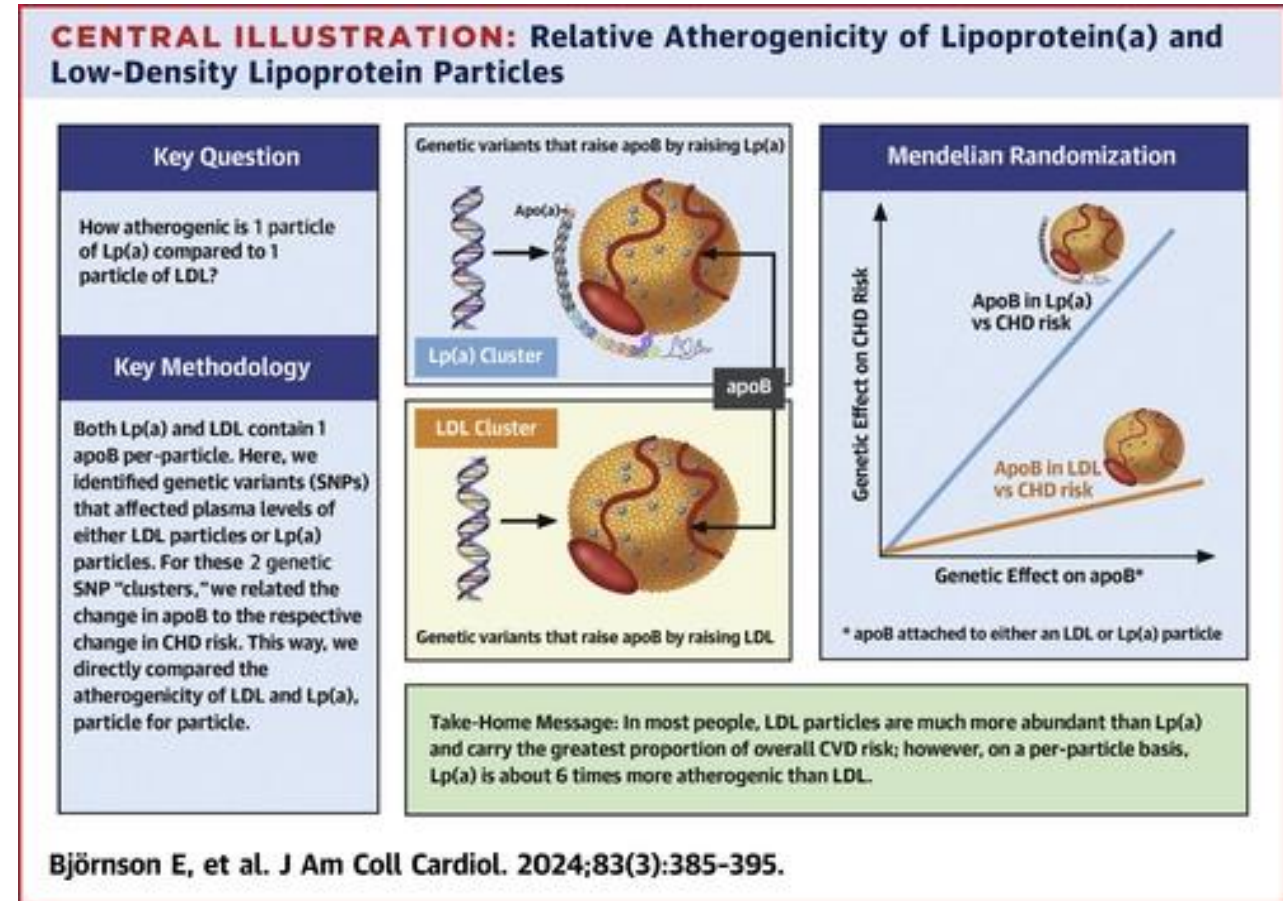 CENTRAL ILLUSTRATION: Relative Atherogenicity of Lipoprotein(a) and
Low-Density Lipoprotein Particles
Key Question
How atherogenic is 1 particle
of Lp(a) compared to 1
particle of LDL?
Key Methodology
Both Lp(a) and LDL contain 1
apoB per-particle. Here, we
identified genetic variants (SNPs)
that affected plasma levels of
either LDL particles or Lp(a)
particles. For these 2 genetic
SNP "clusters," we related the
change in apoB to the respective
change in CHD risk. This way, we
directly compared the
atherogenicity of LDL and Lp(a),
particle for particle.
Genetic variants that raise apoB by raising Lp(a)
Apo(a)
Lp(a) Cluster
apoB
LDL Cluster
Genetic variants that raise apoB by raising LDL
Mendelian Randomization
Genetic Effect on CHD Risk
ApoB in Lp(a)
vs CHD risk
ApoB in LDL
vs CHD risk
Genetic Effect on apoB*
* apoB attached to either an LDL or Lp(a) particle
Take-Home Message: In most people, LDL particles are much more abundant than Lp(a)
and carry the greatest proportion of overall CVD risk; however, on a per-particle basis,
Lp(a) is about 6 times more atherogenic than LDL.
Björnson E, et al. J Am Coll Cardiol. 2024;83(3):385-395.